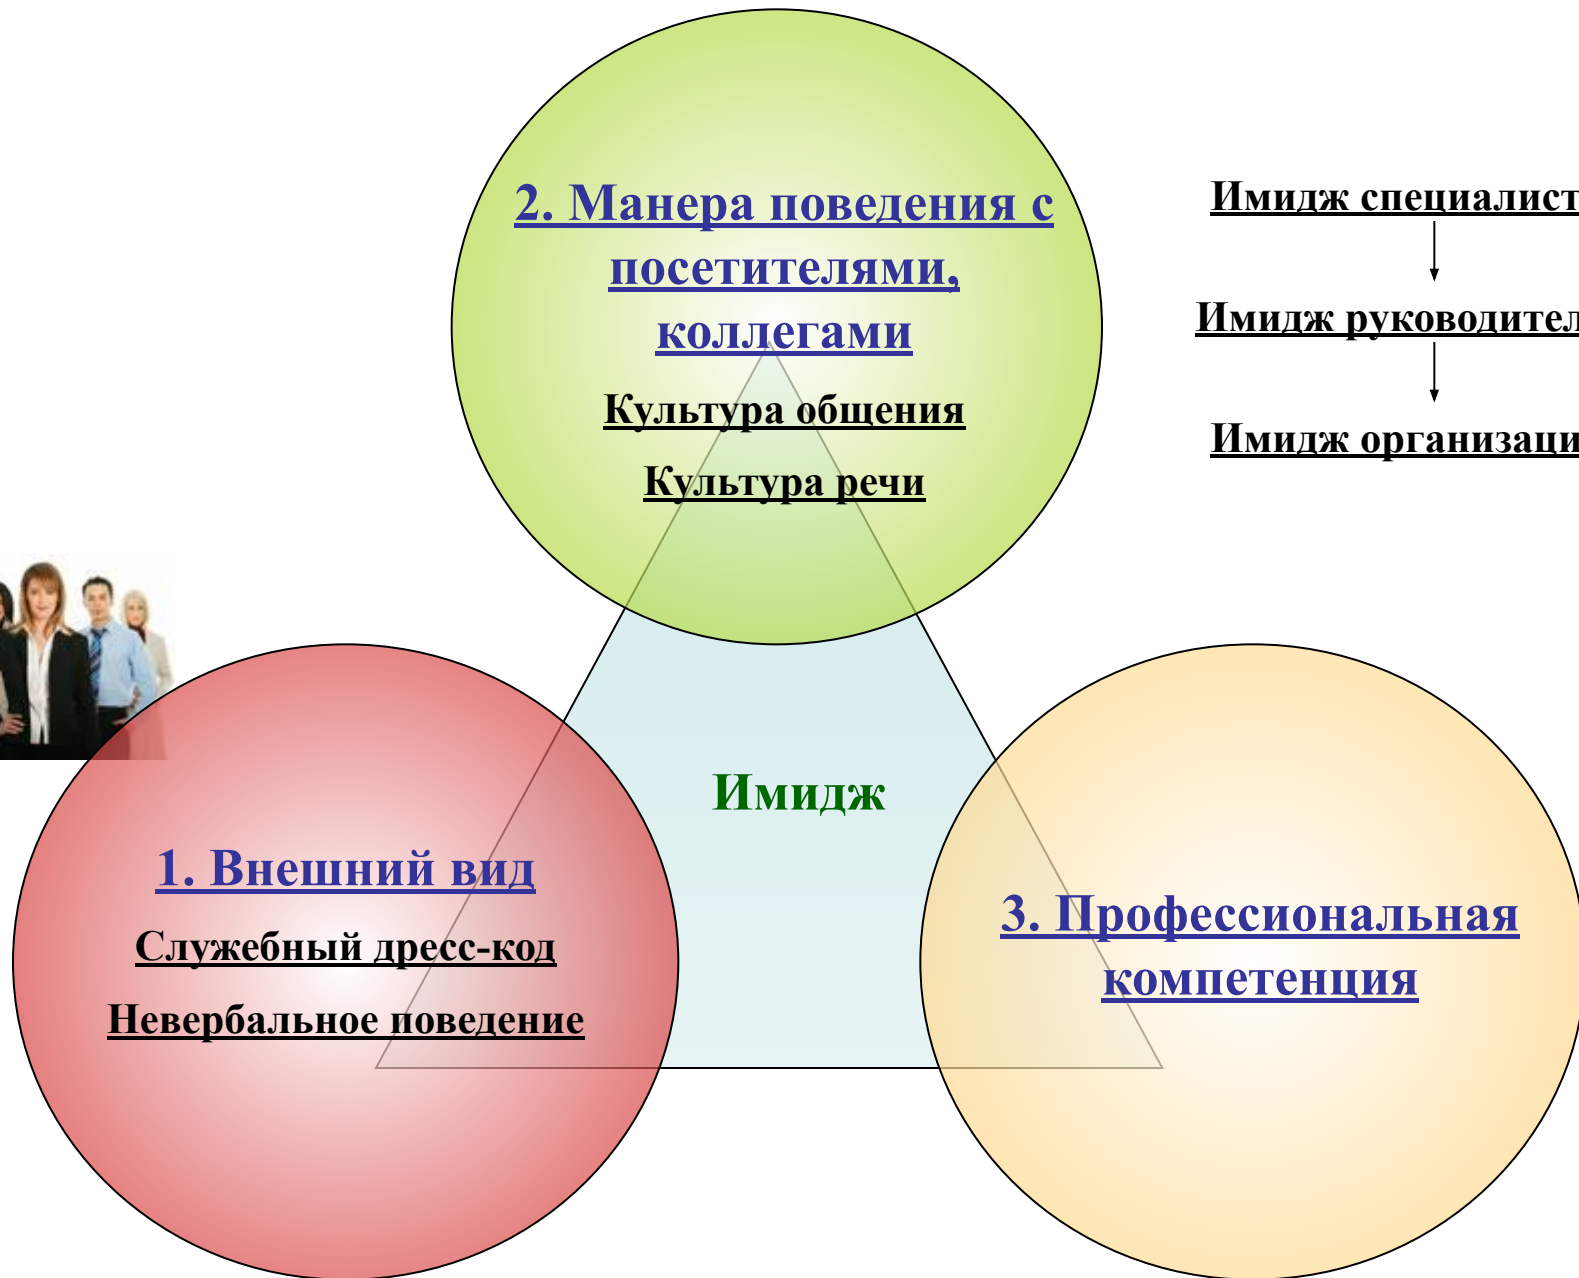 2. Манера поведения с
посетителями,
коллегами
Культура общения
Культура речи
Имидж специалист
Имидж руководител
Имидж организаци
Имидж
1. Внешний вид
Служебный дресс-код
Невербальное поведение
3. Профессиональная
компетенция